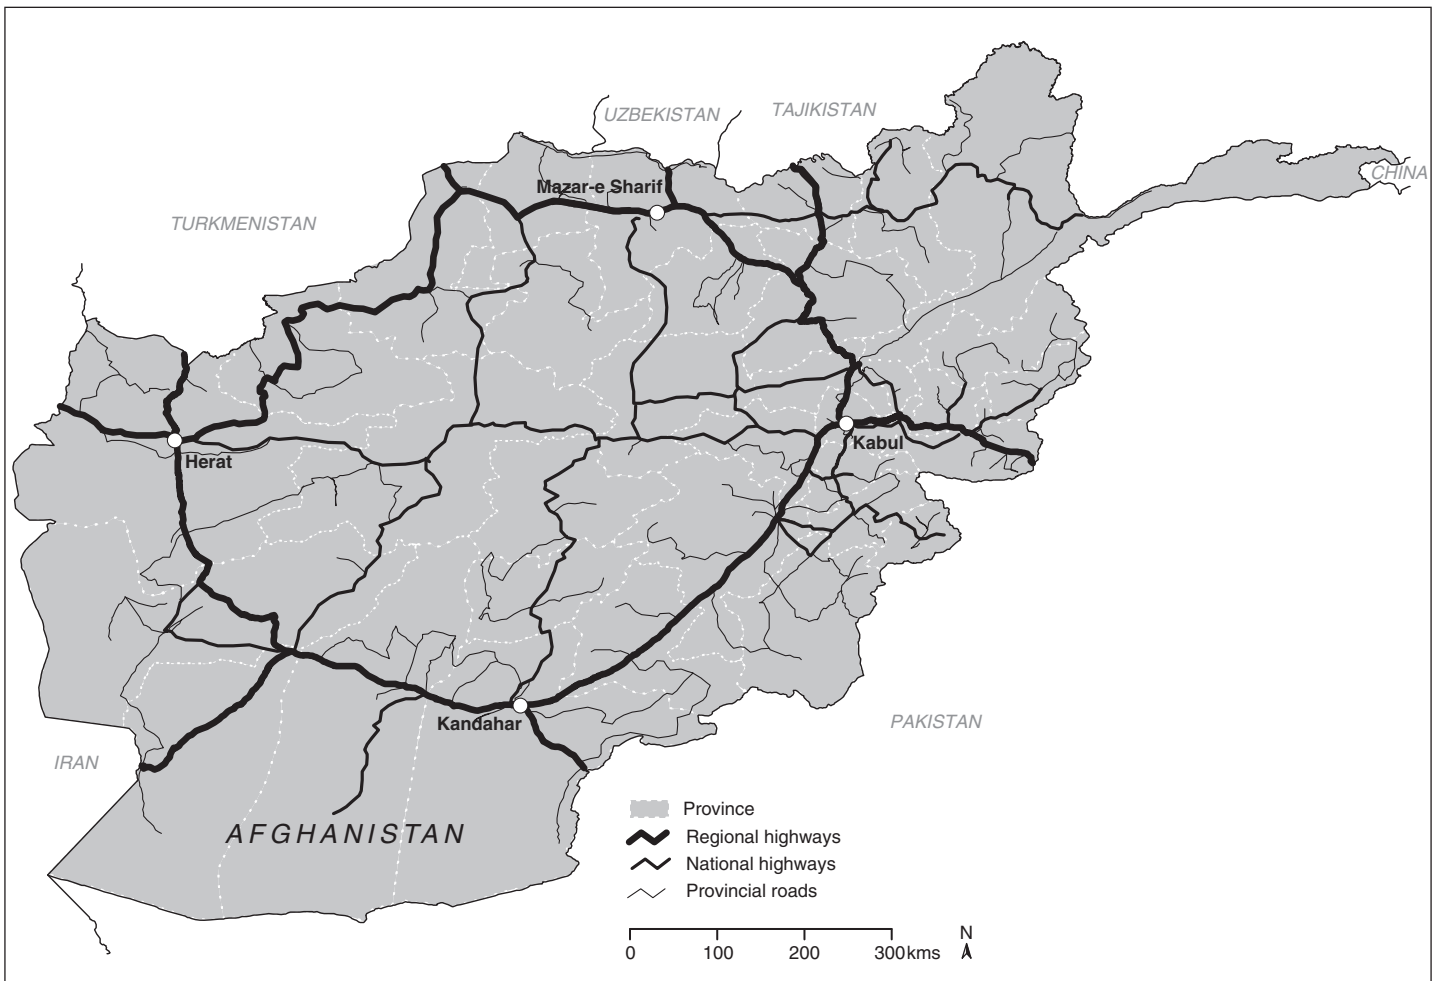 UZBEKISTAN
TAJIKISTAN
CHINA
Mazar-e Sharif
TURKMENISTAN
Kabul
Herat
Kandahar
PAKISTAN
IRAN
AFGHANISTAN
Province
Regional highways
National highways
Provincial roads
N
0 100 200 300kms